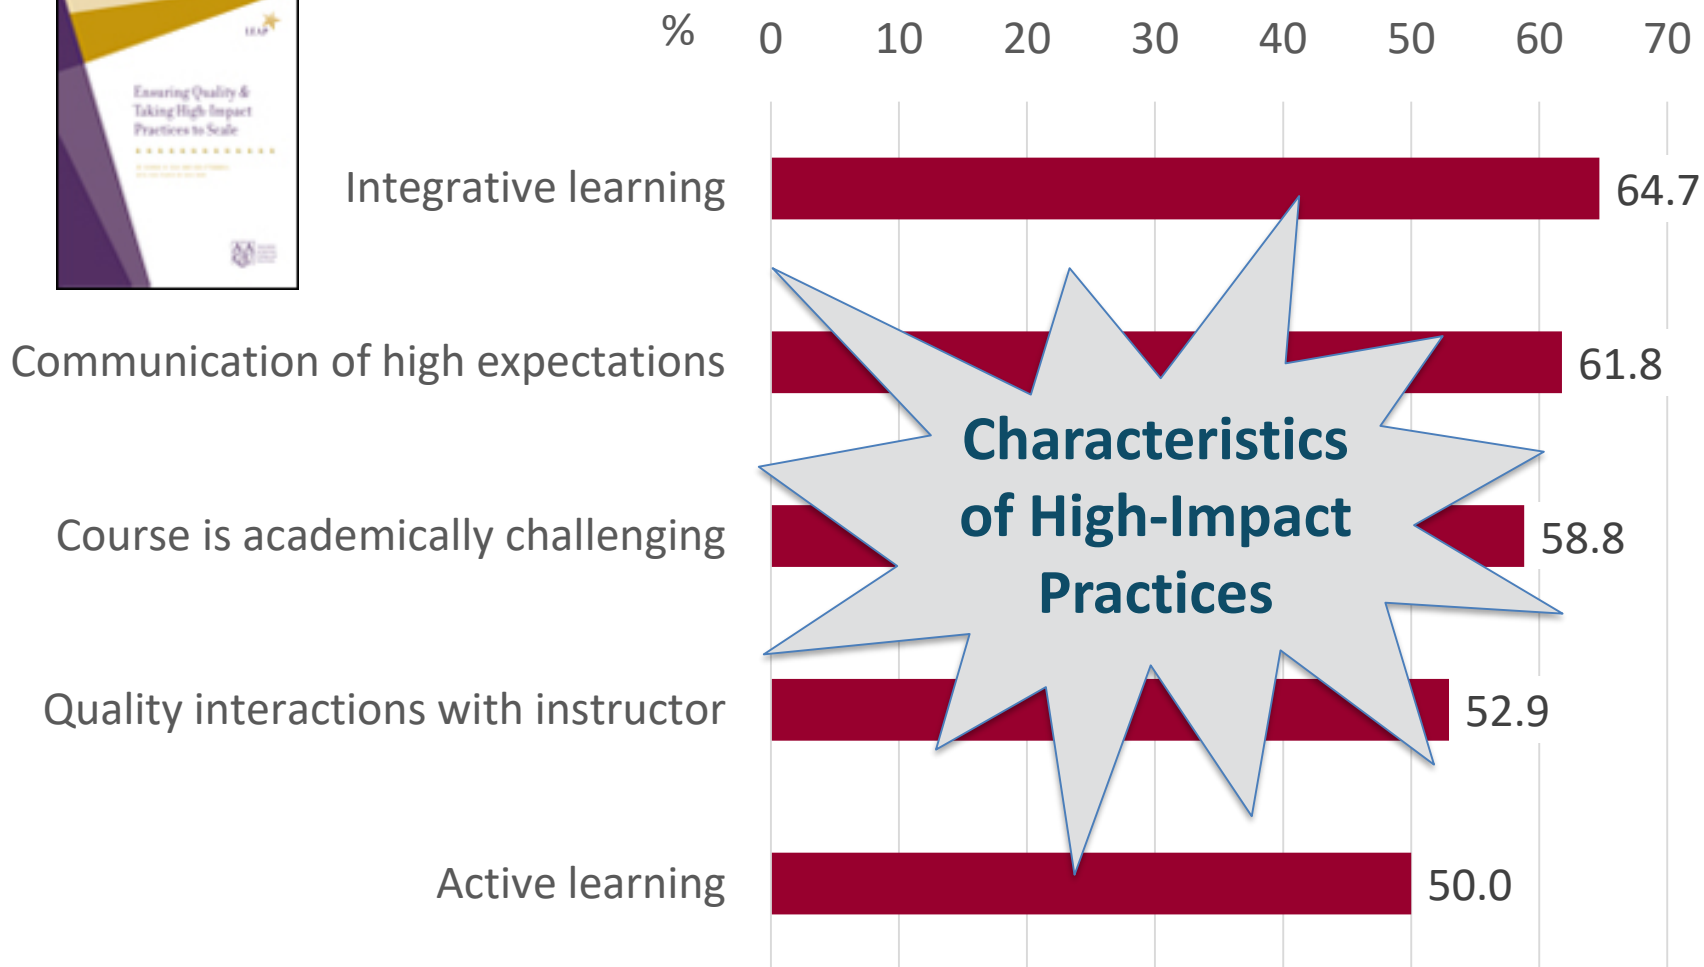 LEAP
Ensuring Quality &
Taking High-Impact
Practices to Scale
% 0 10 20 30 40 50 60 70
Integrative learning 64.7
Communication of high expectations 61.8
Course is academically challenging 58.8
Quality interactions with instructor 52.9
Active learning 50.0
Characteristics
of High-Impact
Practices